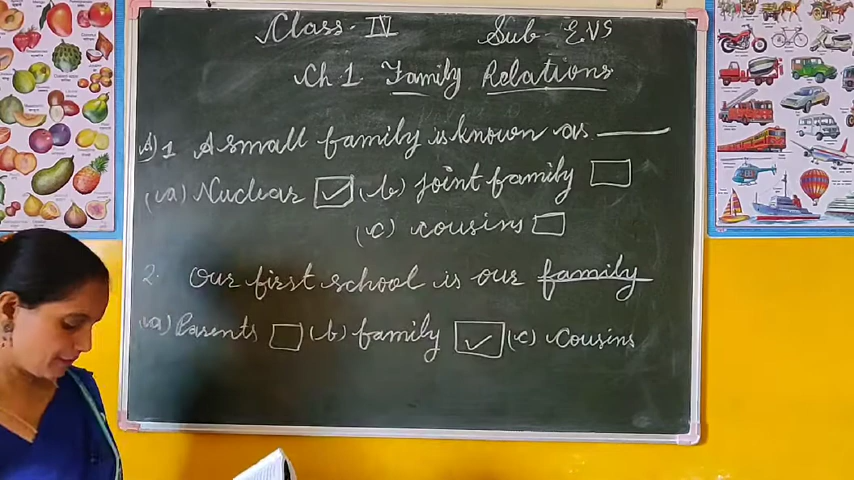 Class - IV Sub - EVS
Ch 1. Family Relations
A) 1 A small family is known as ______
(a) Nuclear ☑ (b) Joint family ☐
(c) cousins ☐
2. Our first school is our family
(a) Parents ☐ (b) family ☑ (c) Cousins